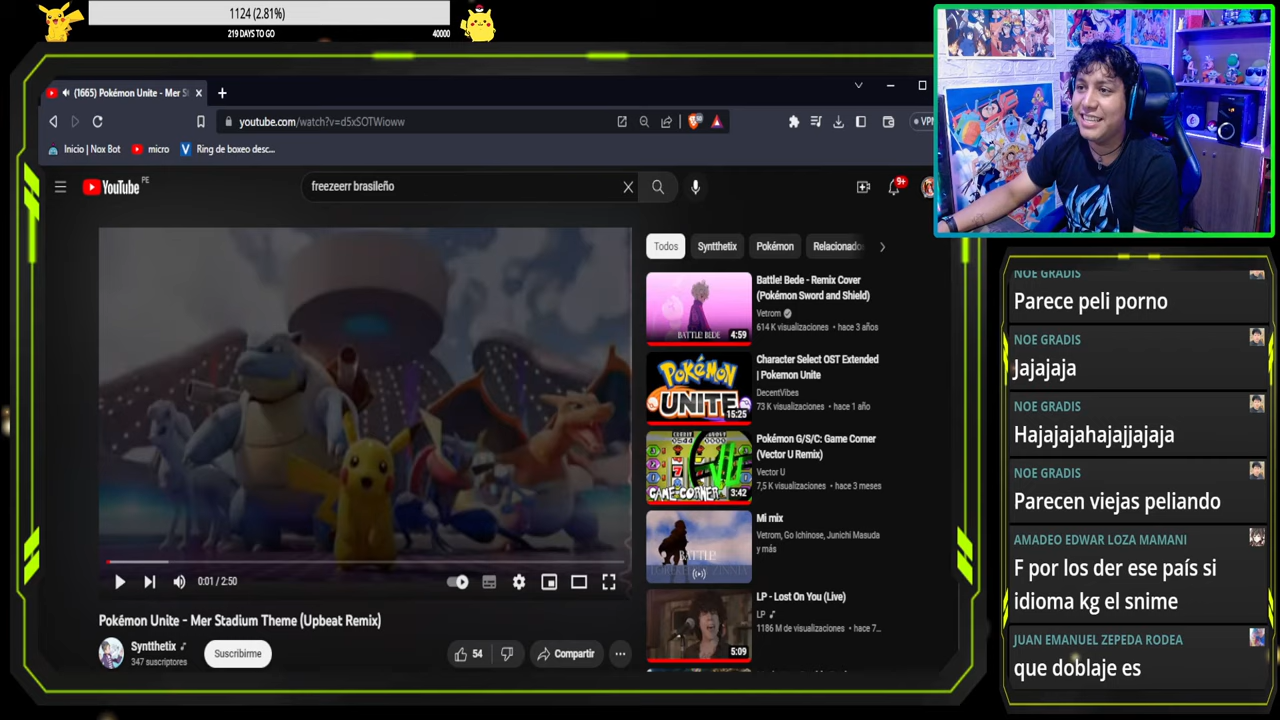 1124 (2.81%)
219 DAYS TO GO
40000
(1665) Pokémon Unite - Mer S
youtube.com/watch?v=d5xSOTWioww
VPN
Inicio | Nox Bot
micro
Ring de boxeo desc...
YouTube PE
freezeerr brasileño
9+
Todos
Syntthetix
Pokémon
Relacionado
Battle! Bede - Remix Cover
(Pokémon Sword and Shield)
Vetrom
614 K visualizaciones • hace 3 años
BATTLE! BEDE
4:59
Character Select OST Extended
| Pokemon Unite
DecentVibes
73 K visualizaciones • hace 1 año
POKÉMON
UNITE
15:25
Pokémon G/S/C: Game Corner
(Vector U Remix)
Vector U
7,5 K visualizaciones • hace 3 meses
GAME CORNER
3:42
Mi mix
Vetrom, Go Ichinose, Junichi Masuda
y más
BATTLE!
LP - Lost On You (Live)
LP
1186 M de visualizaciones • hace 7...
5:09
0:01 / 2:50
Pokémon Unite - Mer Stadium Theme (Upbeat Remix)
Syntthetix
347 suscriptores
Suscribirme
54
Compartir
NOE GRADIS
Parece peli porno
NOE GRADIS
Jajajaja
NOE GRADIS
Hajajajahajajjajaja
NOE GRADIS
Parecen viejas peliando
AMADEO EDWAR LOZA MAMANI
F por los der ese país si
idioma kg el snime
JUAN EMANUEL ZEPEDA RODEA
que doblaje es